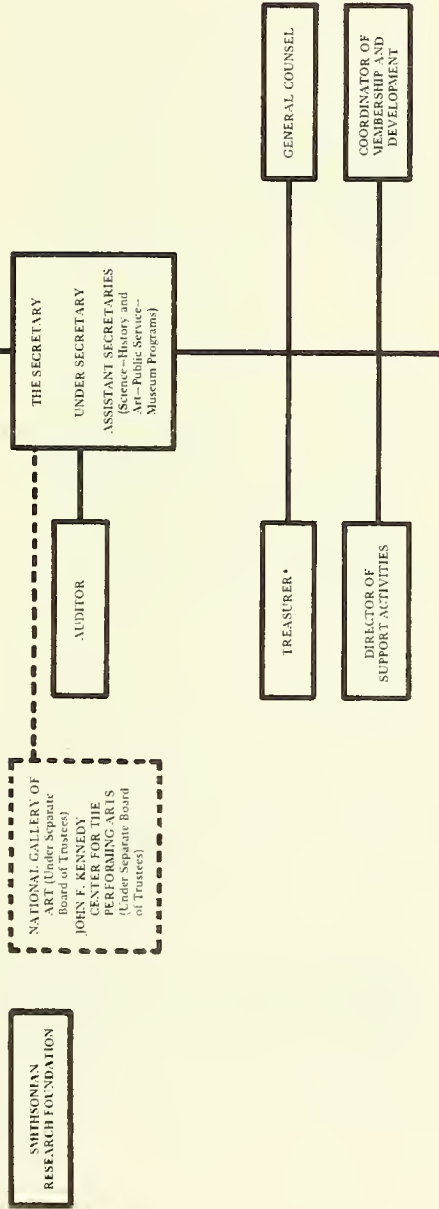 SMITHSONIAN
RESEARCH FOUNDATION
NATIONAL GALLERY OF
ART (Under Separate
Board of Trustees)
JOHN F. KENNEDY
CENTER FOR THE
PERFORMING ARTS
(Under Separate Board
of Trustees)
THE SECRETARY
UNDER SECRETARY
ASSISTANT SECRETARIES
(Science—History and
Art—Public Service—
Museum Programs)
AUDITOR
TREASURER*
GENERAL COUNSEL
DIRECTOR OF
SUPPORT ACTIVITIES
COORDINATOR OF
MEMBERSHIP AND
DEVELOPMENT